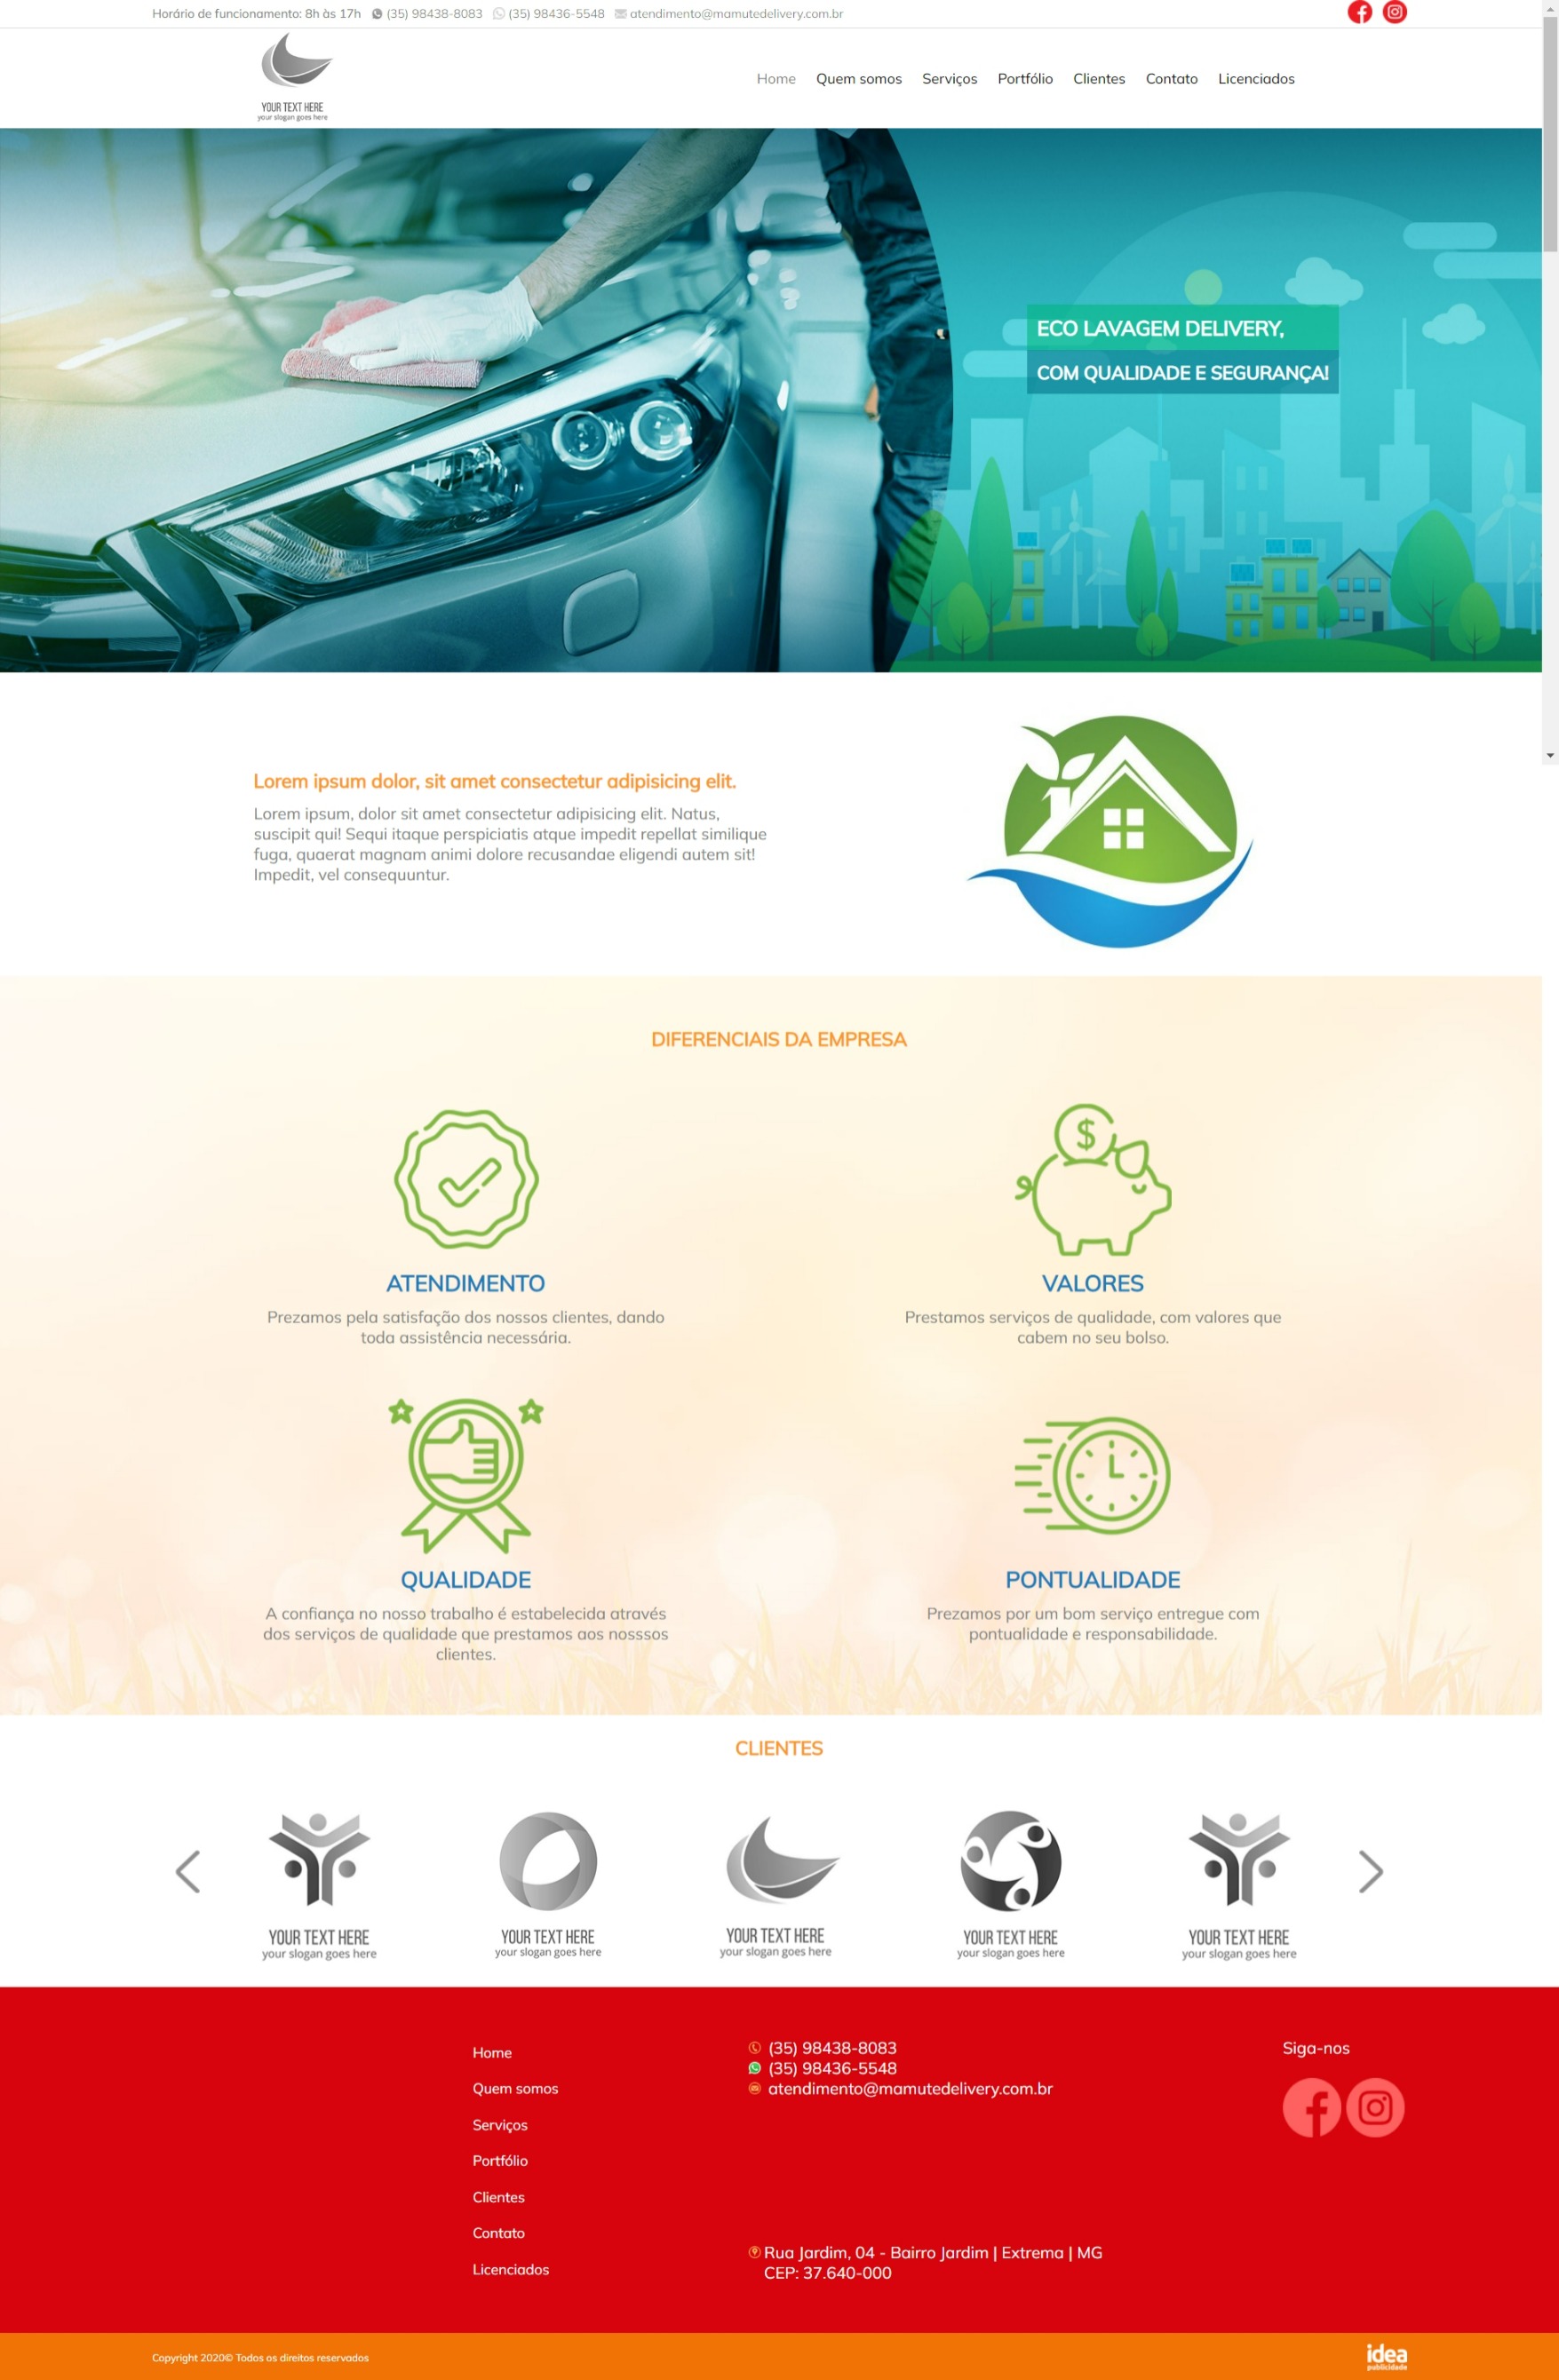 Horário de funcionamento: 8h às 17h (35) 98438-8083 (35) 98436-5548 atendimento@mamutedelivery.com.br
YOUR TEXT HERE
your slogan goes here
Home Quem somos Serviços Portfólio Clientes Contato Licenciados
ECO LAVAGEM DELIVERY,
COM QUALIDADE E SEGURANÇA!
Lorem ipsum dolor, sit amet consectetur adipisicing elit.
Lorem ipsum, dolor sit amet consectetur adipisicing elit. Natus,
suscipit qui! Sequi itaque perspiciatis atque impedit repellat similique
fuga, quaerat magnam animi dolore recusandae eligendi autem sit!
Impedit, vel consequuntur.
DIFERENCIAIS DA EMPRESA
$
ATENDIMENTO
Prezamos pela satisfação dos nossos clientes, dando
toda assistência necessária.
VALORES
Prestamos serviços de qualidade, com valores que
cabem no seu bolso.
QUALIDADE
A confiança no nosso trabalho é estabelecida através
dos serviços de qualidade que prestamos aos nosssos
clientes.
PONTUALIDADE
Prezamos por um bom serviço entregue com
pontualidade e responsabilidade.
CLIENTES
YOUR TEXT HERE
your slogan goes here
YOUR TEXT HERE
your slogan goes here
YOUR TEXT HERE
your slogan goes here
YOUR TEXT HERE
your slogan goes here
YOUR TEXT HERE
your slogan goes here
Home
Quem somos
Serviços
Portfólio
Clientes
Contato
Licenciados
(35) 98438-8083
(35) 98436-5548
atendimento@mamutedelivery.com.br
Rua Jardim, 04 - Bairro Jardim | Extrema | MG
CEP: 37.640-000
Siga-nos
Copyright 2020© Todos os direitos reservados
idea
publicidade